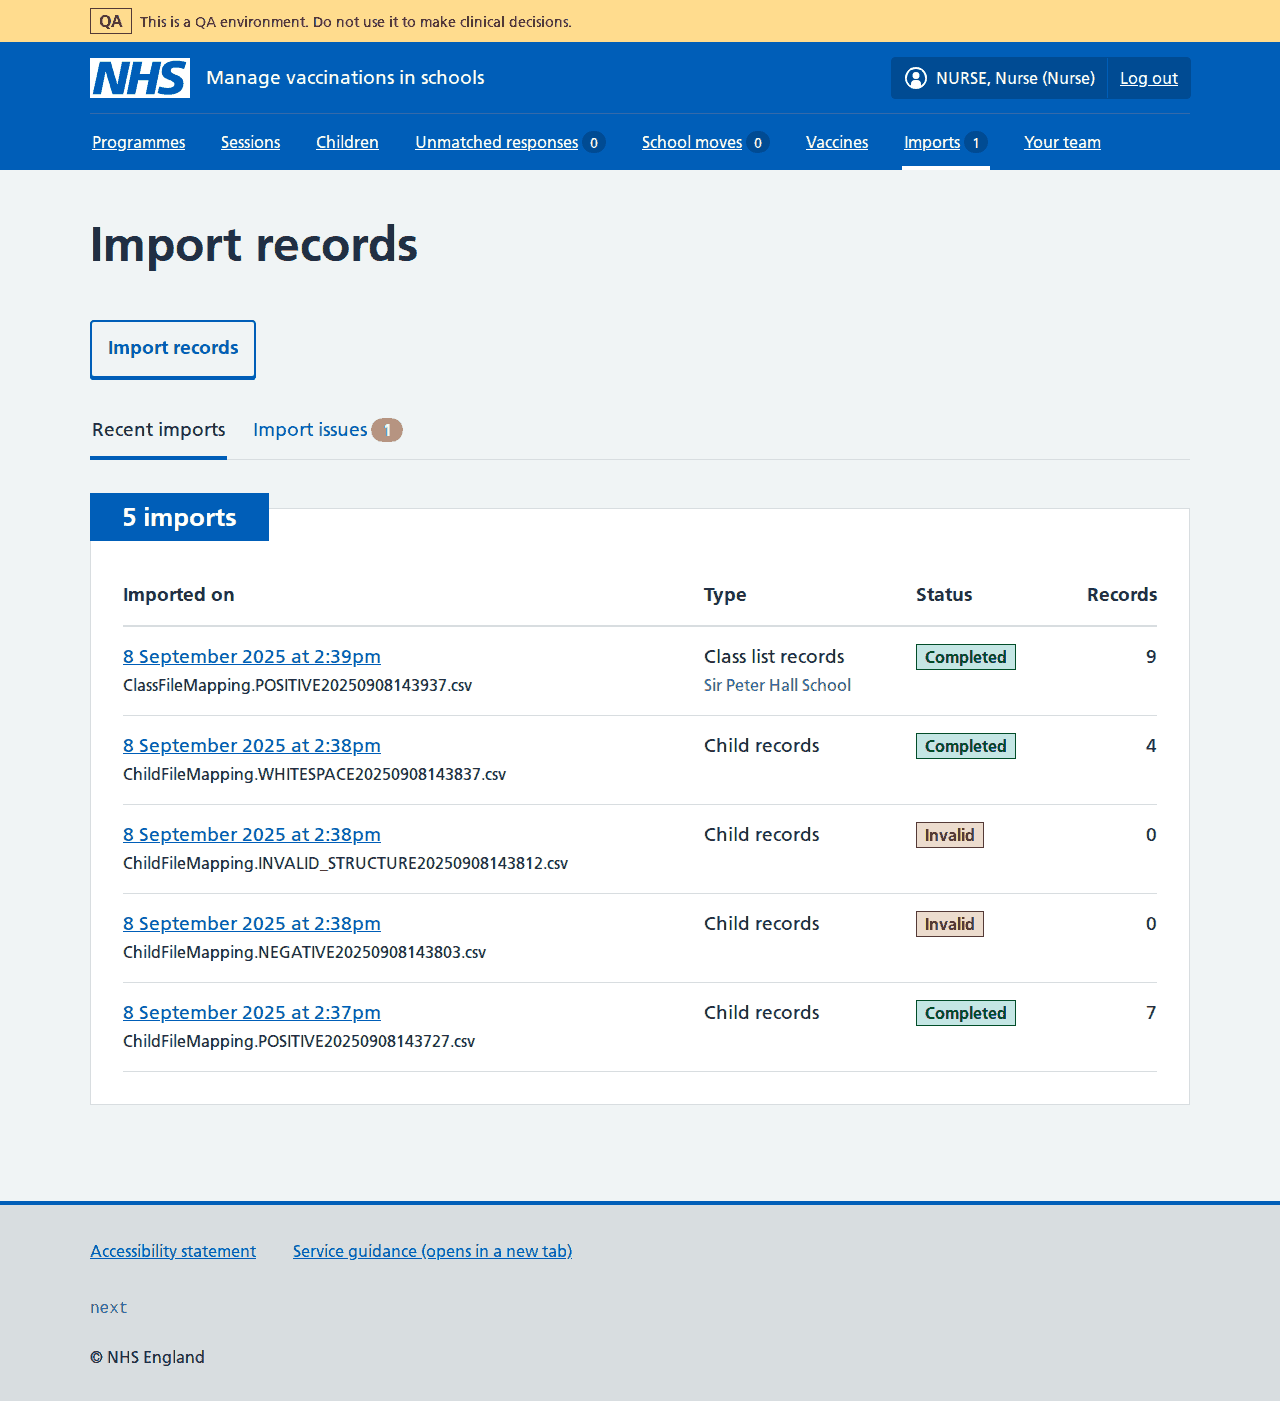 QA This is a QA environment. Do not use it to make clinical decisions.
NHS Manage vaccinations in schools NURSE, Nurse (Nurse) Log out
Programmes Sessions Children Unmatched responses 0 School moves 0 Vaccines Imports 1 Your team
Import records
Import records
Recent imports Import issues 1
5 imports
Imported on Type Status Records
8 September 2025 at 2:39pm Class list records Completed 9
ClassFileMapping.POSITIVE20250908143937.csv Sir Peter Hall School
8 September 2025 at 2:38pm Child records Completed 4
ChildFileMapping.WHITESPACE20250908143837.csv
8 September 2025 at 2:38pm Child records Invalid 0
ChildFileMapping.INVALID_STRUCTURE20250908143812.csv
8 September 2025 at 2:38pm Child records Invalid 0
ChildFileMapping.NEGATIVE20250908143803.csv
8 September 2025 at 2:37pm Child records Completed 7
ChildFileMapping.POSITIVE20250908143727.csv
Accessibility statement Service guidance (opens in a new tab)
next
© NHS England